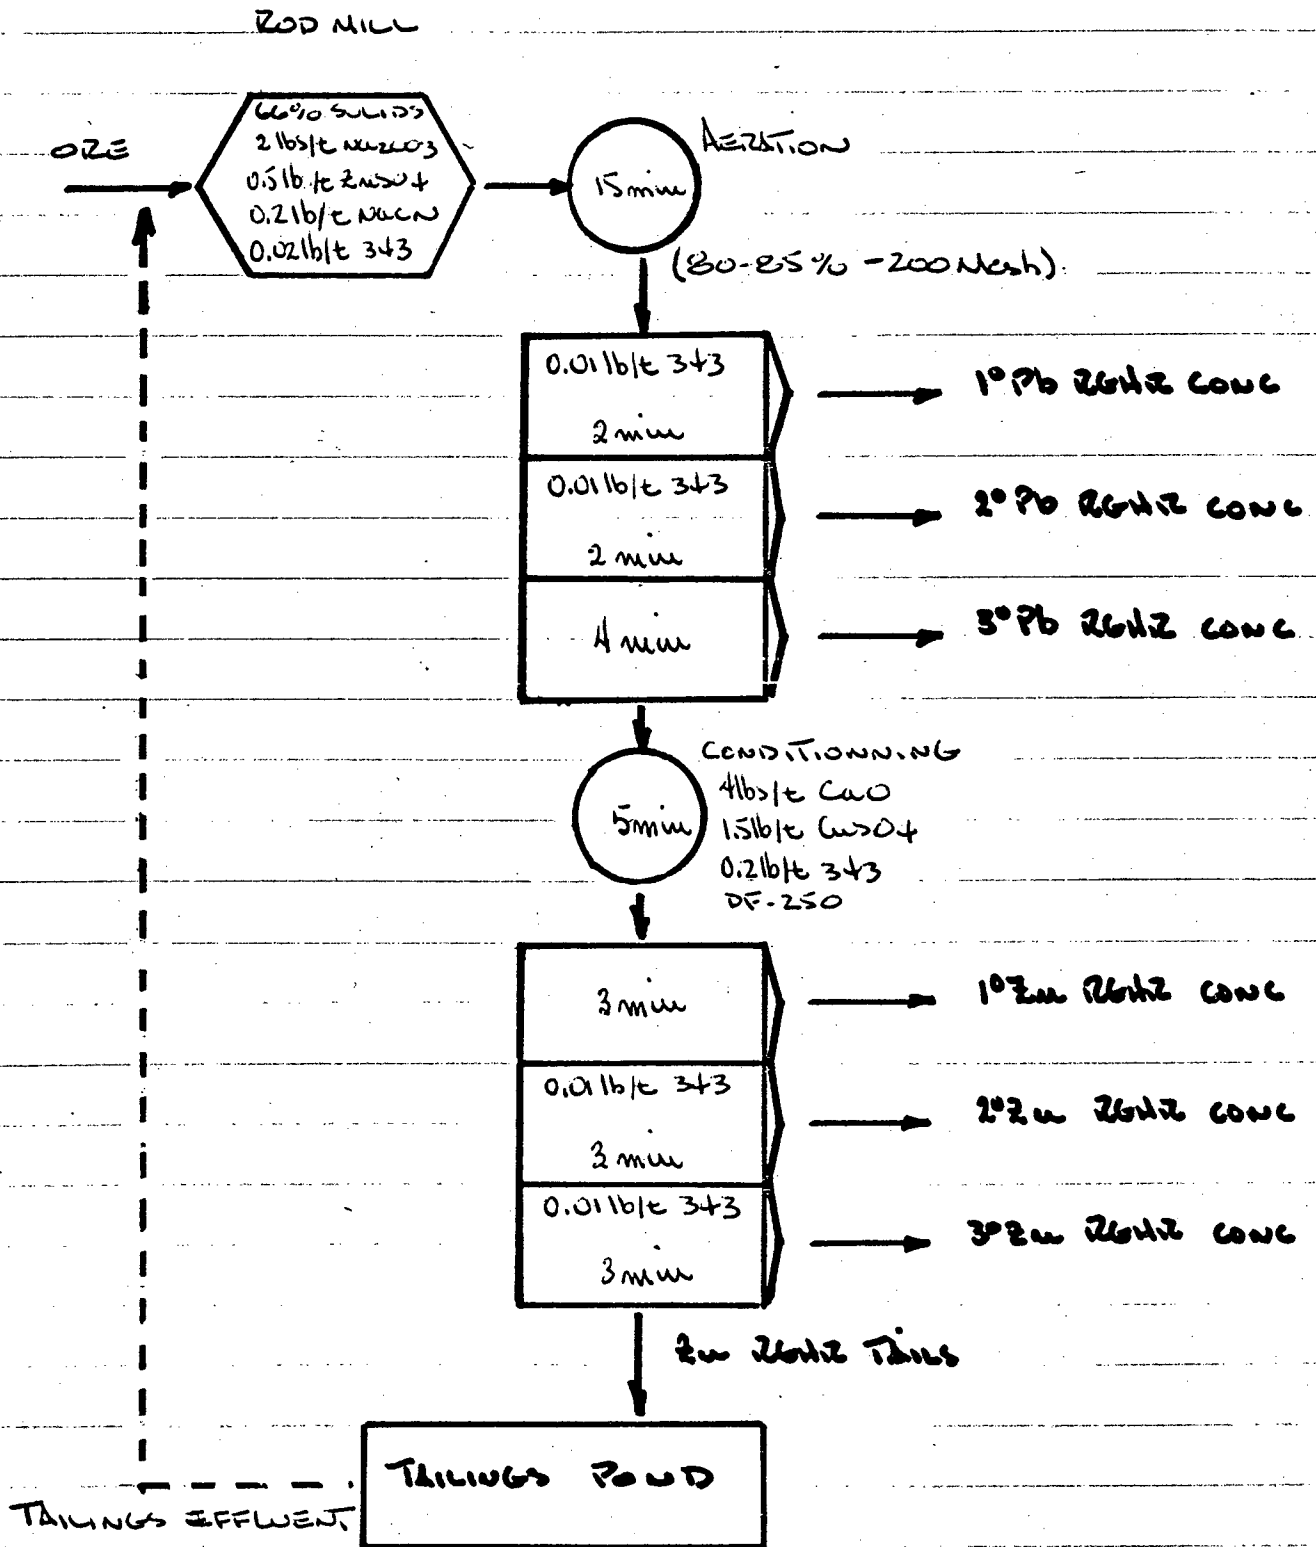 ROD MILL
ORE
66% SOLIDS
2 lbs/t Na2CO3
0.5 lb/t ZnSO4
0.2 lb/t NaCN
0.02 lb/t 343
15 min
AERATION
(80-85% -200 Mesh)
0.01 lb/t 343
2 min
1° Pb RGHR CONC
0.01 lb/t 343
2 min
2° Pb RGHR CONC
4 min
3° Pb RGHR CONC
5 min
CONDITIONNING
4 lbs/t CaO
1.5 lb/t CuSO4
0.2 lb/t 343
DF-250
3 min
1° Zn RGHR CONC
0.01 lb/t 343
3 min
2° Zn RGHR CONC
0.01 lb/t 343
3 min
3° Zn RGHR CONC
Zn RGHR TAILS
TAILINGS POND
TAILINGS EFFLUENT